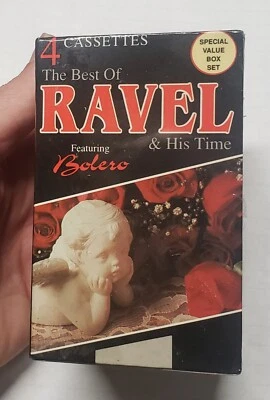 4 CASSETTES
SPECIAL
VALUE
BOX
SET
The Best Of
RAVEL
& His Time
Featuring
Bolero